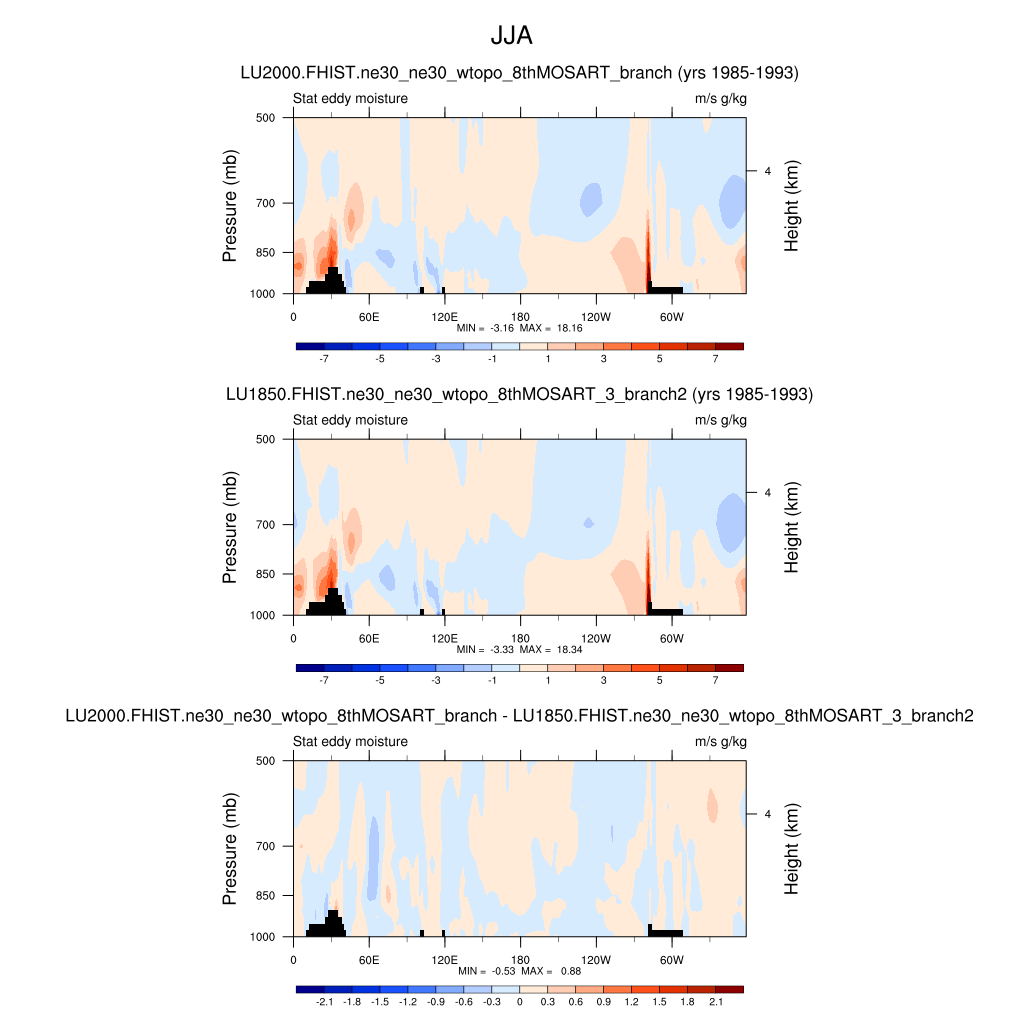 JJA
LU2000.FHIST.ne30_ne30_wtopo_8thMOSART_branch (yrs 1985-1993)
Stat eddy moisture m/s g/kg
500
700
850
1000
Pressure (mb)
4
Height (km)
0 60E 120E 180 120W 60W
MIN = -3.16 MAX = 18.16
-7 -5 -3 -1 1 3 5 7
LU1850.FHIST.ne30_ne30_wtopo_8thMOSART_3_branch2 (yrs 1985-1993)
Stat eddy moisture m/s g/kg
500
700
850
1000
Pressure (mb)
4
Height (km)
0 60E 120E 180 120W 60W
MIN = -3.33 MAX = 18.34
-7 -5 -3 -1 1 3 5 7
LU2000.FHIST.ne30_ne30_wtopo_8thMOSART_branch - LU1850.FHIST.ne30_ne30_wtopo_8thMOSART_3_branch2
Stat eddy moisture m/s g/kg
500
700
850
1000
Pressure (mb)
4
Height (km)
0 60E 120E 180 120W 60W
MIN = -0.53 MAX = 0.88
-2.1 -1.8 -1.5 -1.2 -0.9 -0.6 -0.3 0 0.3 0.6 0.9 1.2 1.5 1.8 2.1